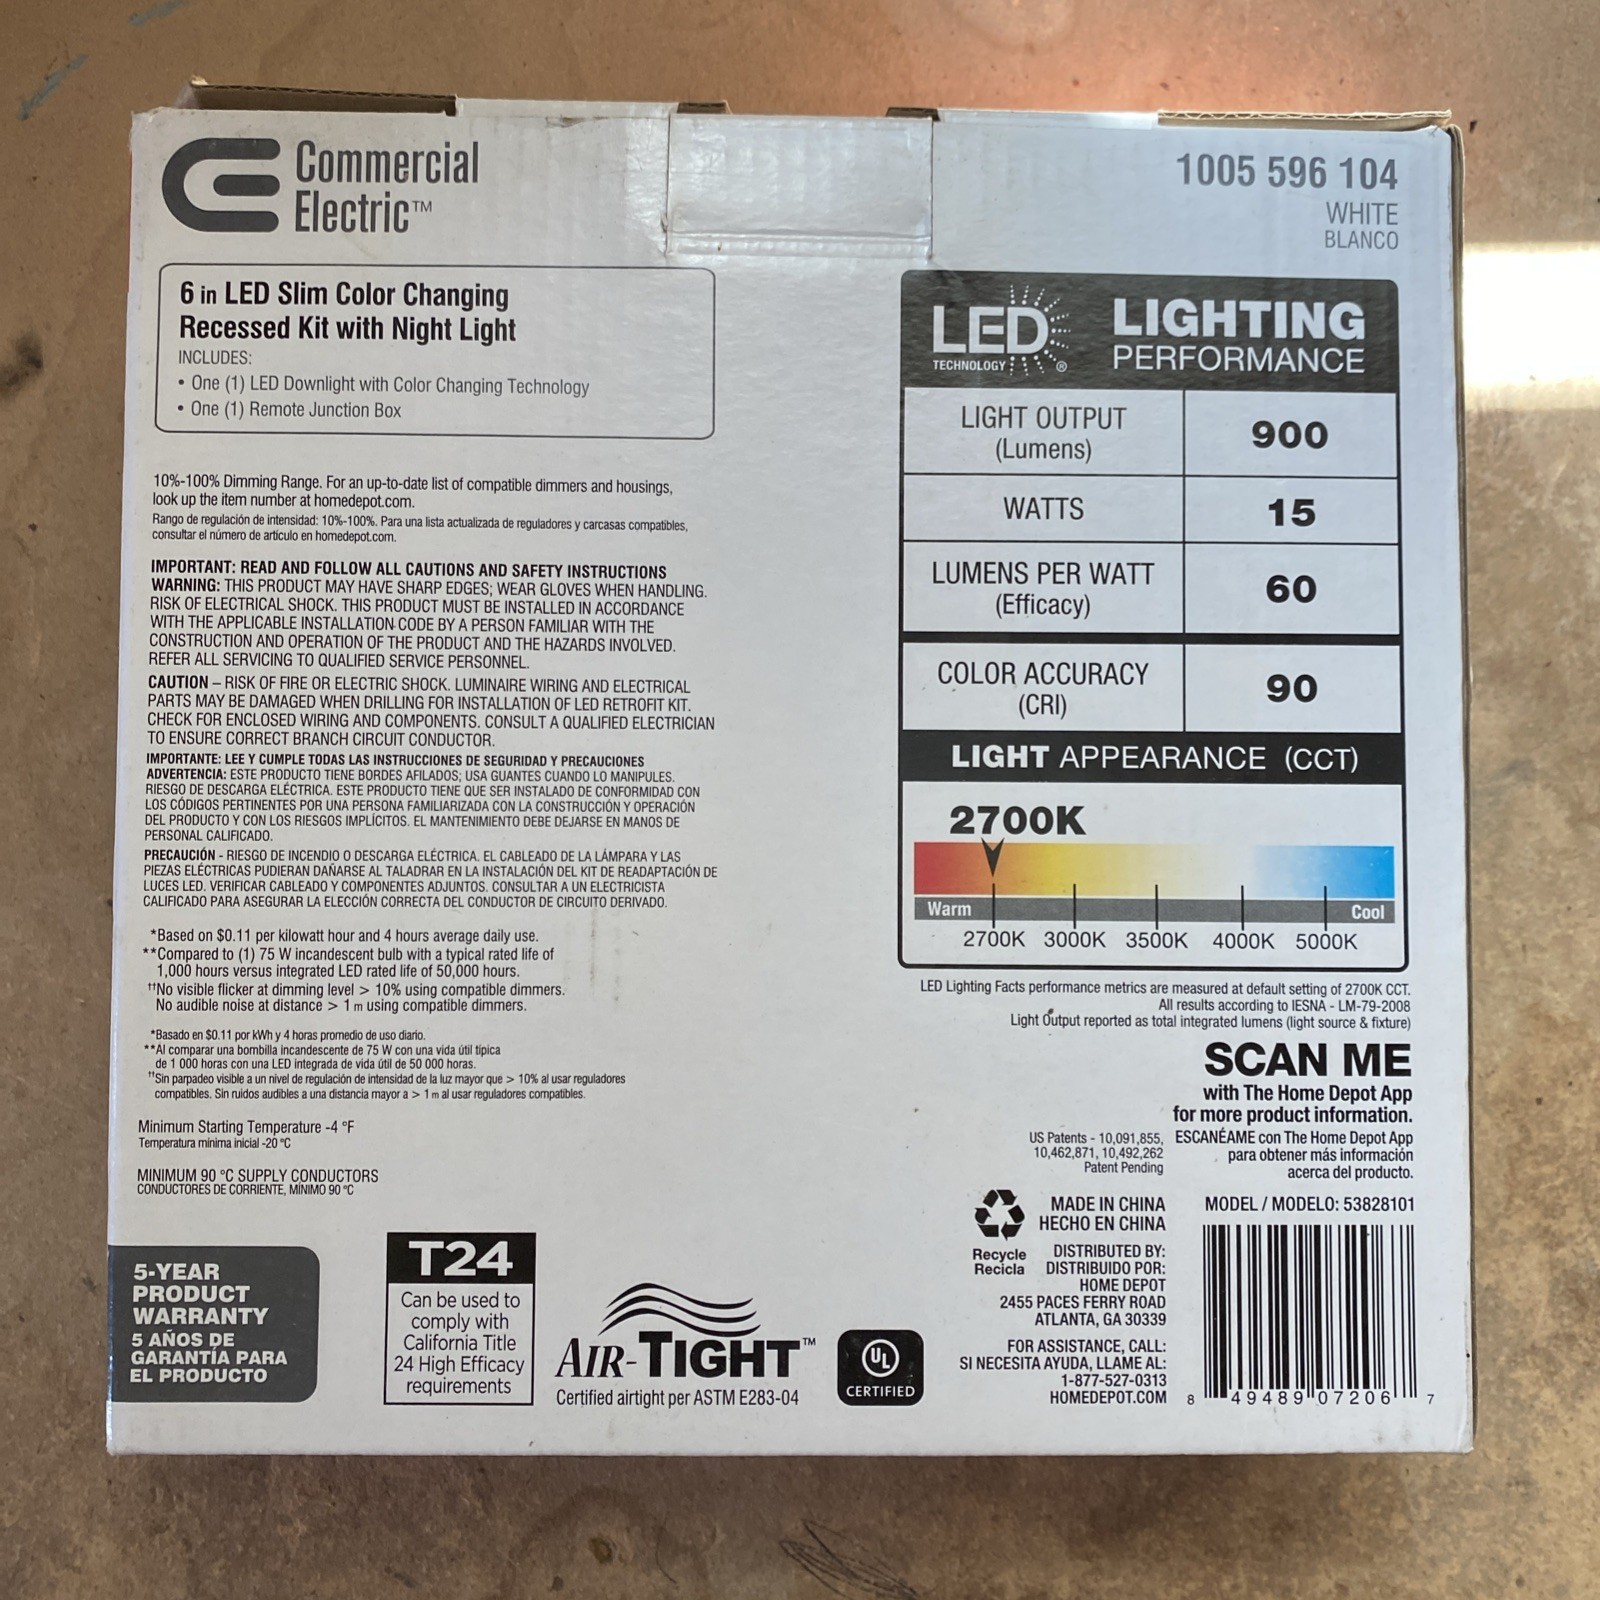 Commercial
Electric™
1005 596 104
WHITE
BLANCO
6 in LED Slim Color Changing
Recessed Kit with Night Light
INCLUDES:
• One (1) LED Downlight with Color Changing Technology
• One (1) Remote Junction Box
10%-100% Dimming Range. For an up-to-date list of compatible dimmers and housings,
look up the item number at homedepot.com.
Rango de regulación de intensidad: 10%-100%. Para una lista actualizada de reguladores y carcasas compatibles,
consultar el número de artículo en homedepot.com.
IMPORTANT: READ AND FOLLOW ALL CAUTIONS AND SAFETY INSTRUCTIONS
WARNING: THIS PRODUCT MAY HAVE SHARP EDGES; WEAR GLOVES WHEN HANDLING.
RISK OF ELECTRICAL SHOCK. THIS PRODUCT MUST BE INSTALLED IN ACCORDANCE
WITH THE APPLICABLE INSTALLATION CODE BY A PERSON FAMILIAR WITH THE
CONSTRUCTION AND OPERATION OF THE PRODUCT AND THE HAZARDS INVOLVED.
REFER ALL SERVICING TO QUALIFIED SERVICE PERSONNEL.
CAUTION – RISK OF FIRE OR ELECTRIC SHOCK. LUMINAIRE WIRING AND ELECTRICAL
PARTS MAY BE DAMAGED WHEN DRILLING FOR INSTALLATION OF LED RETROFIT KIT.
CHECK FOR ENCLOSED WIRING AND COMPONENTS. CONSULT A QUALIFIED ELECTRICIAN
TO ENSURE CORRECT BRANCH CIRCUIT CONDUCTOR.
IMPORTANTE: LEE Y CUMPLE TODAS LAS INSTRUCCIONES DE SEGURIDAD Y PRECAUCIONES
ADVERTENCIA: ESTE PRODUCTO TIENE BORDES AFILADOS; USA GUANTES CUANDO LO MANIPULES.
RIESGO DE DESCARGA ELÉCTRICA. ESTE PRODUCTO TIENE QUE SER INSTALADO DE CONFORMIDAD CON
LOS CÓDIGOS PERTINENTES POR UNA PERSONA FAMILIARIZADA CON LA CONSTRUCCIÓN Y OPERACIÓN
DEL PRODUCTO Y CON LOS RIESGOS IMPLÍCITOS. EL MANTENIMIENTO DEBE DEJARSE EN MANOS DE
PERSONAL CALIFICADO.
PRECAUCIÓN - RIESGO DE INCENDIO O DESCARGA ELÉCTRICA. EL CABLEADO DE LA LÁMPARA Y LAS
PIEZAS ELÉCTRICAS PUDIERAN DAÑARSE AL TALADRAR EN LA INSTALACIÓN DEL KIT DE READAPTACIÓN DE
LUCES LED. VERIFICAR CABLEADO Y COMPONENTES ADJUNTOS. CONSULTAR A UN ELECTRICISTA
CALIFICADO PARA ASEGURAR LA ELECCIÓN CORRECTA DEL CONDUCTOR DE CIRCUITO DERIVADO.
*Based on $0.11 per kilowatt hour and 4 hours average daily use.
**Compared to (1) 75 W incandescent bulb with a typical rated life of
1,000 hours versus integrated LED rated life of 50,000 hours.
††No visible flicker at dimming level > 10% using compatible dimmers.
No audible noise at distance > 1 m using compatible dimmers.
*Basado en $0.11 por kWh y 4 horas promedio de uso diario.
**Al comparar una bombilla incandescente de 75 W con una vida útil típica
de 1 000 horas con una LED integrada de vida útil de 50 000 horas.
††Sin parpadeo visible a un nivel de regulación de intensidad de la luz mayor que > 10% al usar reguladores
compatibles. Sin ruidos audibles a una distancia mayor a > 1 m al usar reguladores compatibles.
Minimum Starting Temperature -4 °F
Temperatura mínima inicial -20 °C
MINIMUM 90 °C SUPPLY CONDUCTORS
CONDUCTORES DE CORRIENTE, MÍNIMO 90 °C
5-YEAR
PRODUCT
WARRANTY
5 AÑOS DE
GARANTÍA PARA
EL PRODUCTO
T24
Can be used to
comply with
California Title
24 High Efficacy
requirements
AIR-TIGHT™
Certified airtight per ASTM E283-04
UL
CERTIFIED
LED
TECHNOLOGY ®
LIGHTING
PERFORMANCE
LIGHT OUTPUT
(Lumens)
900
WATTS
15
LUMENS PER WATT
(Efficacy)
60
COLOR ACCURACY
(CRI)
90
LIGHT APPEARANCE (CCT)
2700K
Warm
Cool
2700K 3000K 3500K 4000K 5000K
LED Lighting Facts performance metrics are measured at default setting of 2700K CCT.
All results according to IESNA - LM-79-2008
Light Output reported as total integrated lumens (light source & fixture)
SCAN ME
with The Home Depot App
for more product information.
ESCANÉAME con The Home Depot App
para obtener más información
acerca del producto.
US Patents - 10,091,855,
10,462,871, 10,492,262
Patent Pending
Recycle
Recicla
MADE IN CHINA
HECHO EN CHINA
DISTRIBUTED BY:
DISTRIBUIDO POR:
HOME DEPOT
2455 PACES FERRY ROAD
ATLANTA, GA 30339
FOR ASSISTANCE, CALL:
SI NECESITA AYUDA, LLAME AL:
1-877-527-0313
HOMEDEPOT.COM
MODEL / MODELO: 53828101
8 49489 07206 7